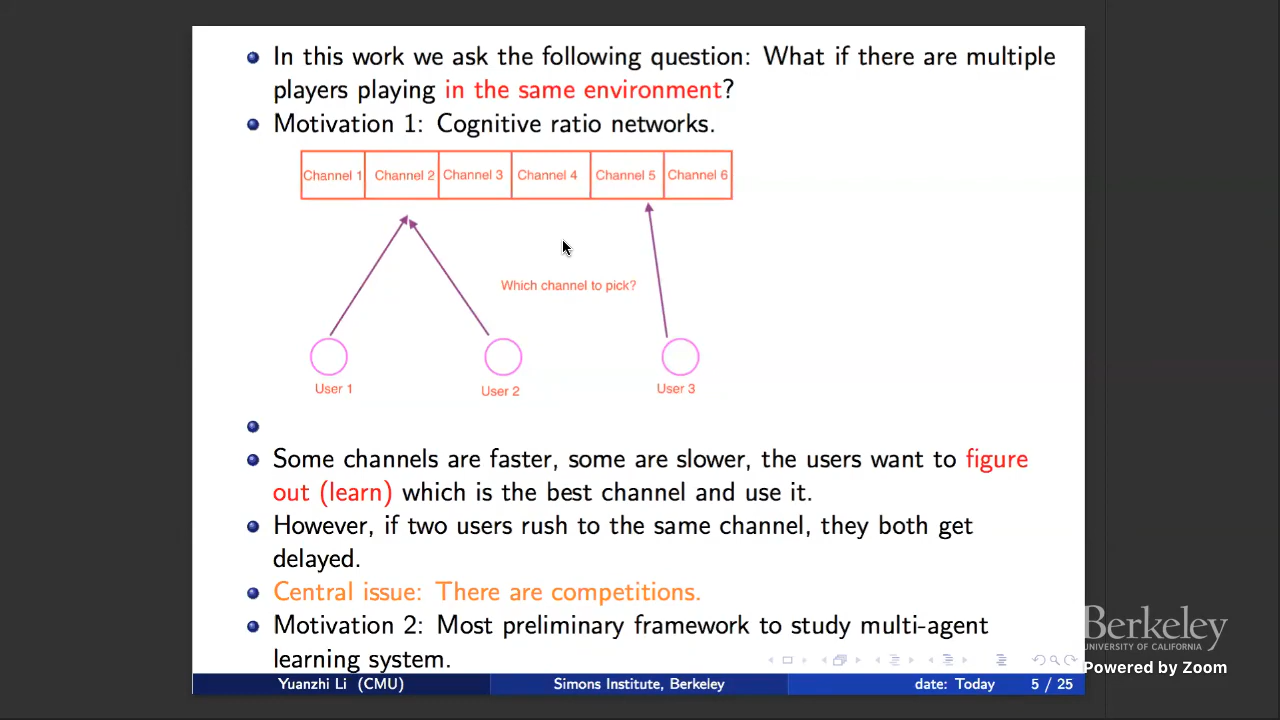 In this work we ask the following question: What if there are multiple
players playing in the same environment?
Motivation 1: Cognitive ratio networks.
Channel 1 Channel 2 Channel 3 Channel 4 Channel 5 Channel 6
Which channel to pick?
User 1 User 2 User 3
Some channels are faster, some are slower, the users want to figure
out (learn) which is the best channel and use it.
However, if two users rush to the same channel, they both get
delayed.
Central issue: There are competitions.
Motivation 2: Most preliminary framework to study multi-agent
learning system.
Yuanzhi Li (CMU) Simons Institute, Berkeley date: Today 5 / 25
Berkeley
UNIVERSITY OF CALIFORNIA
Powered by Zoom